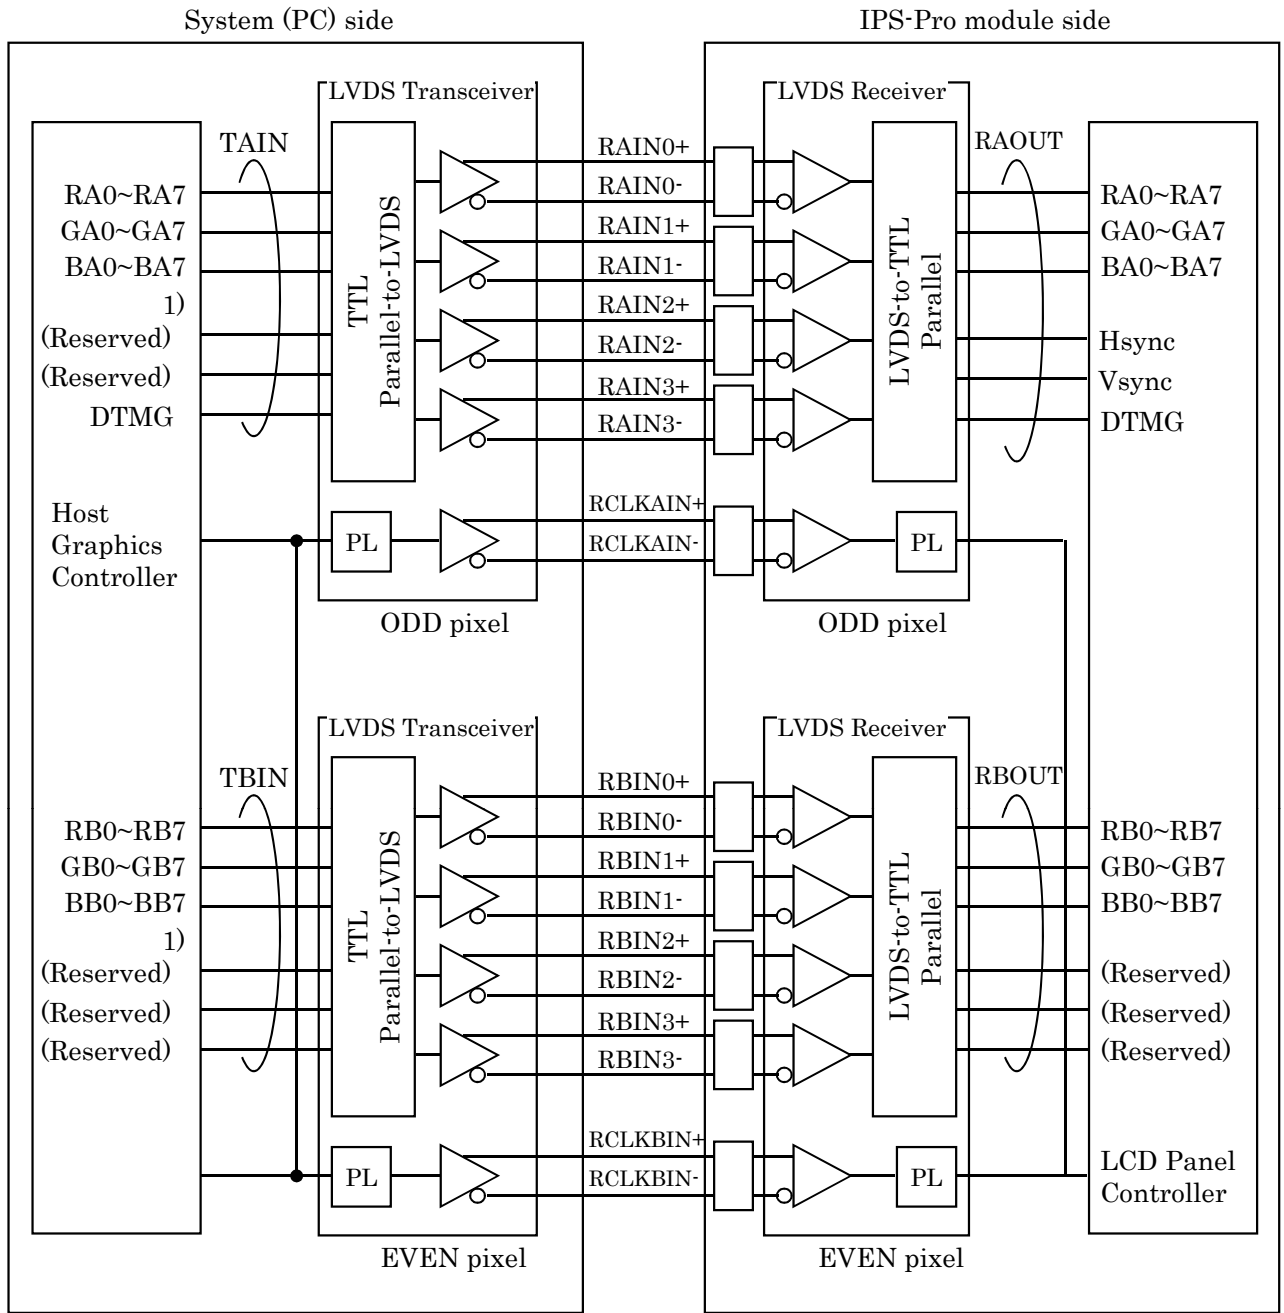 System (PC) side
IPS-Pro module side
LVDS Transceiver
LVDS Receiver
TAIN
RAOUT
RA0~RA7
GA0~GA7
BA0~BA7
1)
(Reserved)
(Reserved)
DTMG
TTL
Parallel-to-LVDS
RAIN0+
RAIN0-
RAIN1+
RAIN1-
RAIN2+
RAIN2-
RAIN3+
RAIN3-
LVDS-to-TTL
Parallel
RA0~RA7
GA0~GA7
BA0~BA7
Hsync
Vsync
DTMG
Host
Graphics
Controller
PL
RCLKAIN+
RCLKAIN-
PL
ODD pixel
ODD pixel
LVDS Transceiver
LVDS Receiver
TBIN
RBOUT
RB0~RB7
GB0~GB7
BB0~BB7
1)
(Reserved)
(Reserved)
(Reserved)
TTL
Parallel-to-LVDS
RBIN0+
RBIN0-
RBIN1+
RBIN1-
RBIN2+
RBIN2-
RBIN3+
RBIN3-
LVDS-to-TTL
Parallel
RB0~RB7
GB0~GB7
BB0~BB7
(Reserved)
(Reserved)
(Reserved)
PL
RCLKBIN+
RCLKBIN-
PL
LCD Panel
Controller
EVEN pixel
EVEN pixel